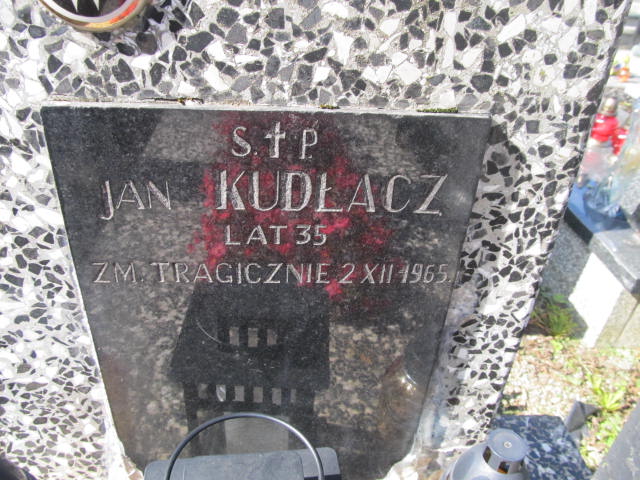 Ś.✝P.
JAN KUDŁACZ
LAT 35
ZM. TRAGICZNIE 2 XII 1965.